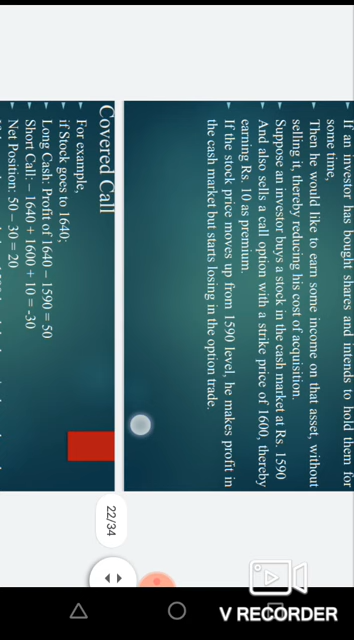 If an investor has bought shares and intends to hold them for
some time,
Then he would like to earn some income on that asset, without
selling it, thereby reducing his cost of acquisition.
Suppose an investor buys a stock in the cash market at Rs. 1590
And also sells a call option with a strike price of 1600, thereby
earning Rs. 10 as premium.
If the stock price moves up from 1590 level, he makes profit in
the cash market but starts losing in the option trade.
Covered Call
For example,
if Stock goes to 1640;
Long Cash: Profit of 1640 – 1590 = 50
Short Call: – 1640 + 1600 + 10 = -30
Net Position: 50 – 30 = 20
22/34
V RECORDER